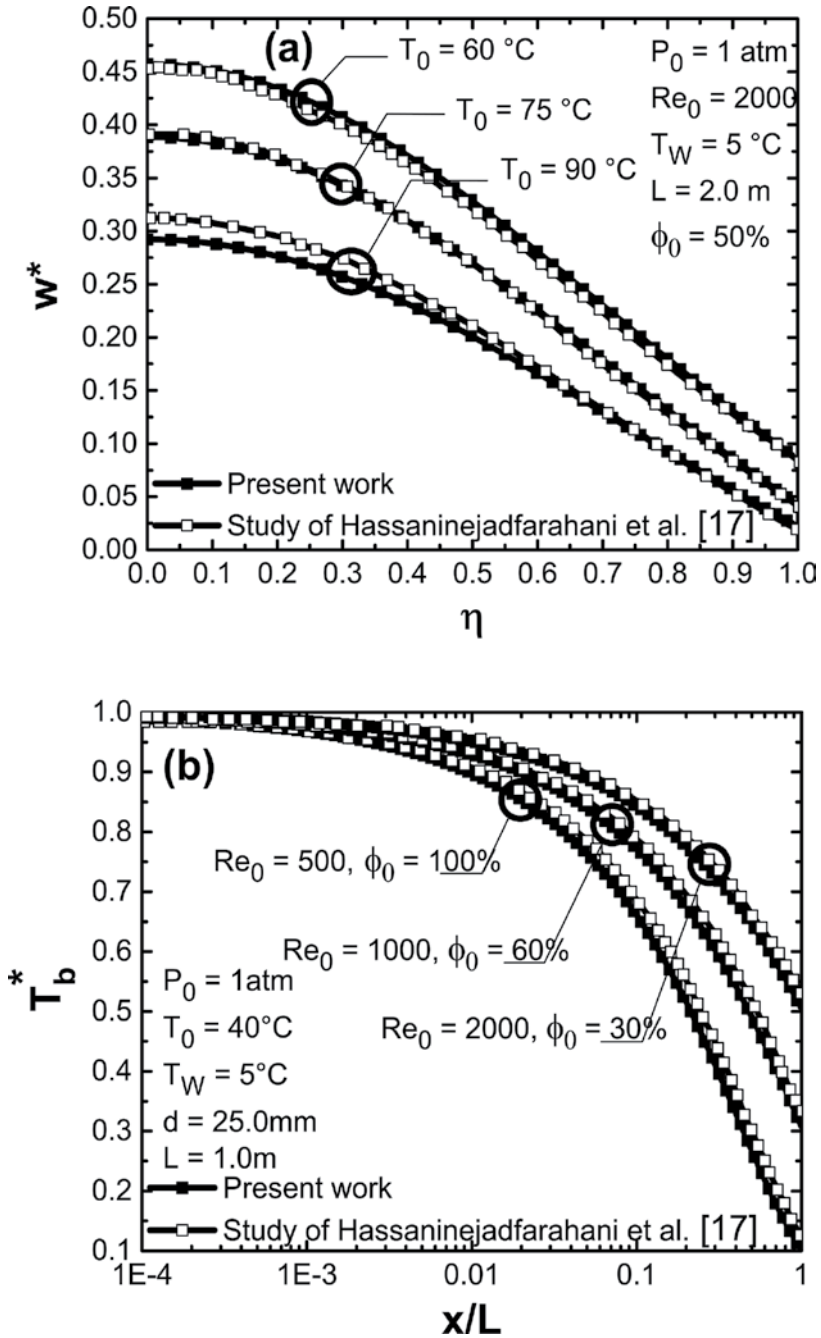 (a)
T₀ = 60 °C
T₀ = 75 °C
T₀ = 90 °C
P₀ = 1 atm
Re₀ = 2000
T_W = 5 °C
L = 2.0 m
ϕ₀ = 50%
0.50
0.45
0.40
0.35
0.30
0.25
0.20
0.15
0.10
0.05
0.00
w*
Present work
Study of Hassaninejadfarahani et al. [17]
0.0 0.1 0.2 0.3 0.4 0.5 0.6 0.7 0.8 0.9 1.0
η
(b)
1.0
0.9
0.8
0.7
0.6
0.5
0.4
0.3
0.2
0.1
T*_b
Re₀ = 500, ϕ₀ = 100%
Re₀ = 1000, ϕ₀ = 60%
Re₀ = 2000, ϕ₀ = 30%
P₀ = 1atm
T₀ = 40°C
T_W = 5°C
d = 25.0mm
L = 1.0m
Present work
Study of Hassaninejadfarahani et al. [17]
1E-4 1E-3 0.01 0.1 1
x/L